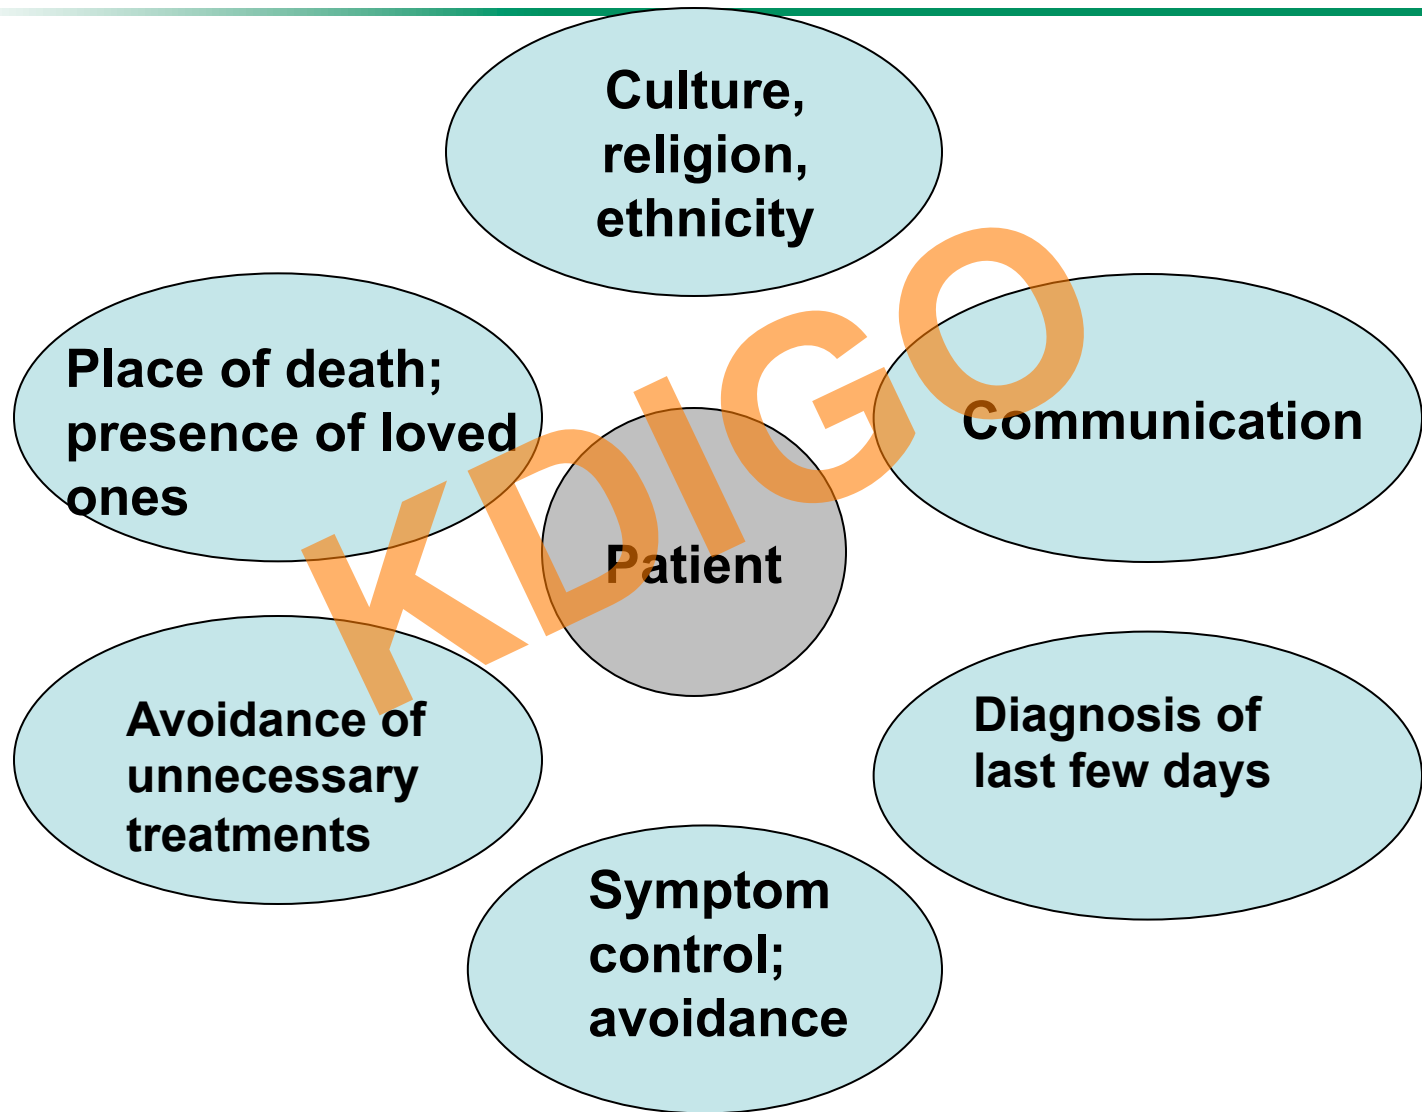 Culture,
religion,
ethnicity
Place of death;
presence of loved
ones
Communication
KDIGO
Patient
Avoidance of
unnecessary
treatments
Diagnosis of
last few days
Symptom
control;
avoidance